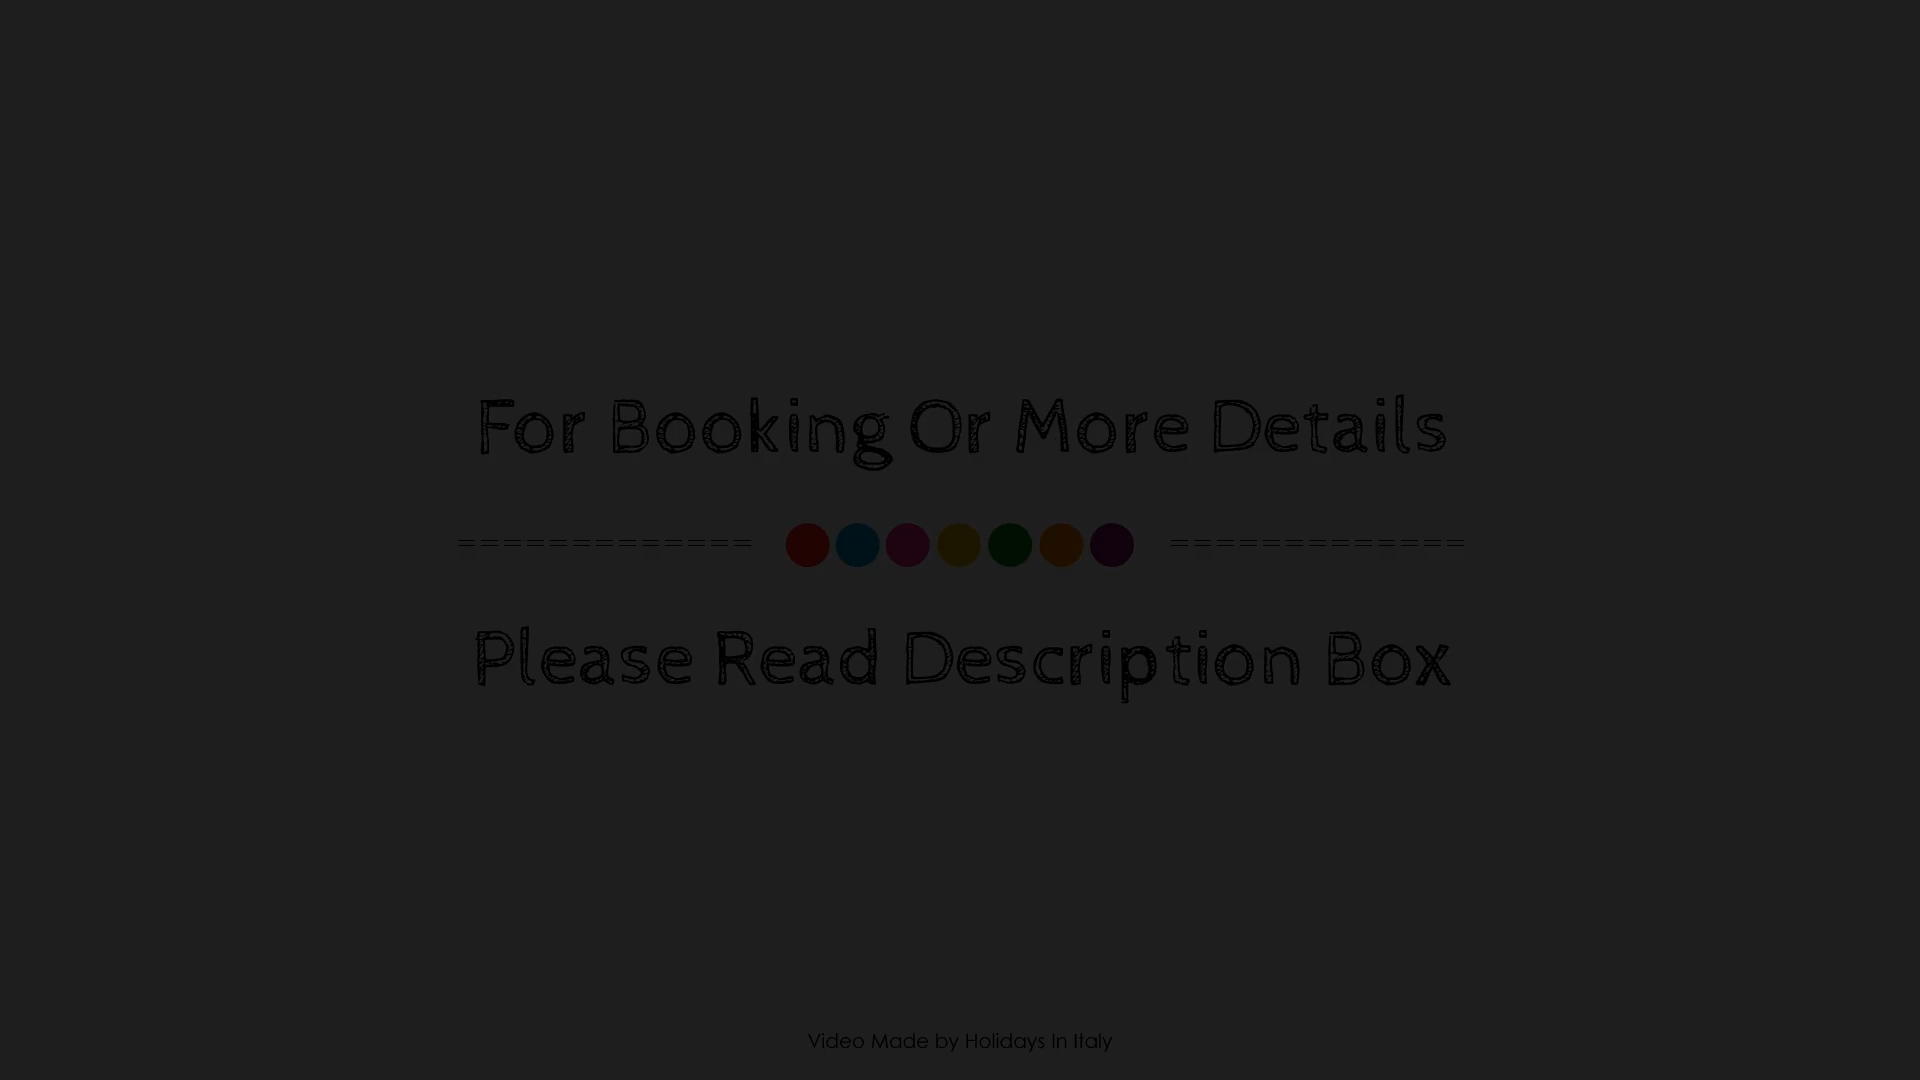 For Booking Or More Details
============= =============
Please Read Description Box
Video Made by Holidays In Italy